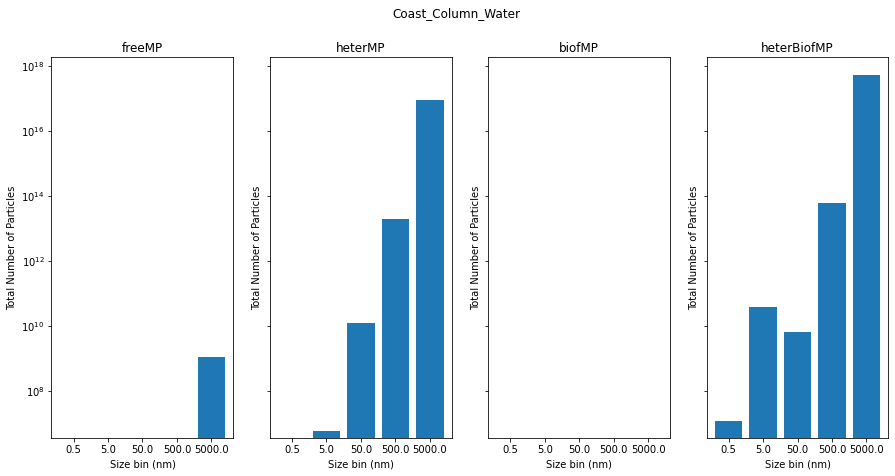 Coast_Column_Water
freeMP
heterMP
biofMP
heterBiofMP
Total Number of Particles
10^18
10^16
10^14
10^12
10^10
10^8
Total Number of Particles
Total Number of Particles
Total Number of Particles
0.5 5.0 50.0 500.0 5000.0
0.5 5.0 50.0 500.0 5000.0
0.5 5.0 50.0 500.0 5000.0
0.5 5.0 50.0 500.0 5000.0
Size bin (nm)
Size bin (nm)
Size bin (nm)
Size bin (nm)